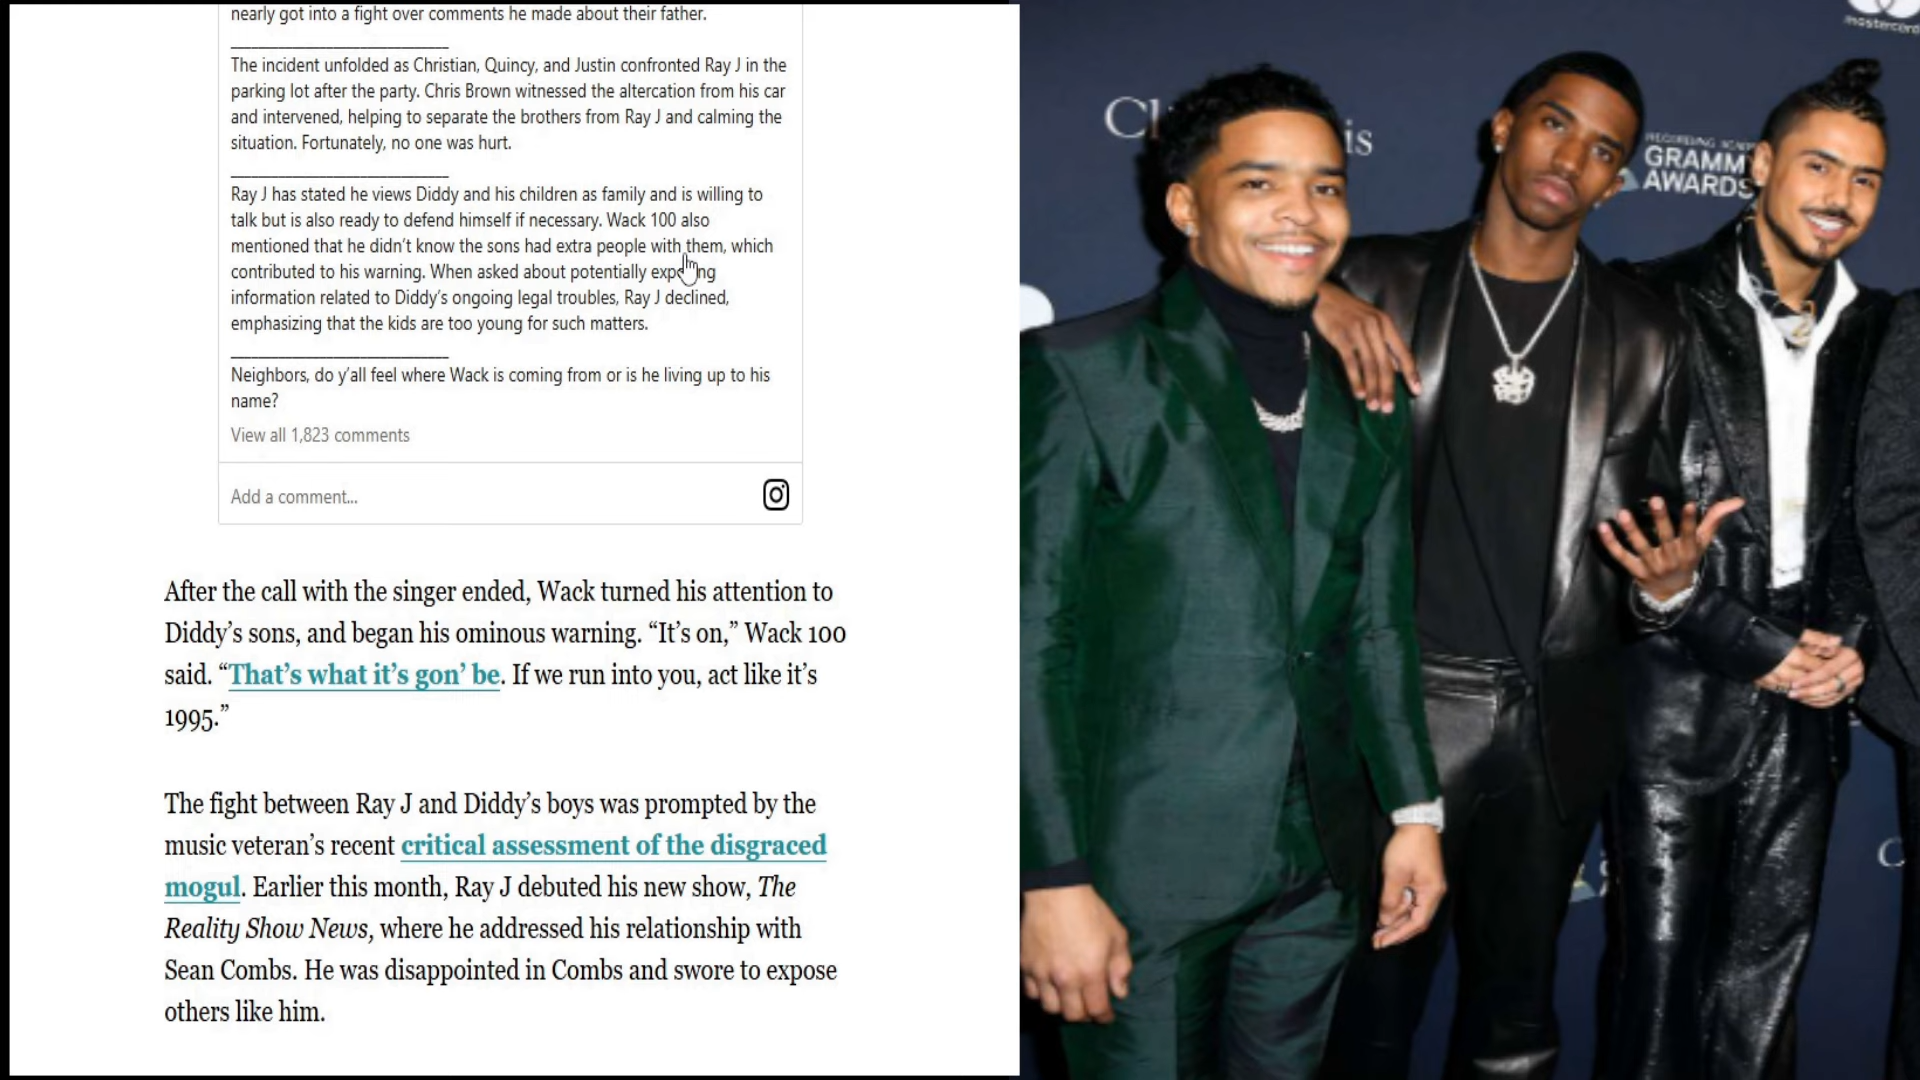 nearly got into a fight over comments he made about their father.
______________________________
The incident unfolded as Christian, Quincy, and Justin confronted Ray J in the
parking lot after the party. Chris Brown witnessed the altercation from his car
and intervened, helping to separate the brothers from Ray J and calming the
situation. Fortunately, no one was hurt.
______________________________
Ray J has stated he views Diddy and his children as family and is willing to
talk but is also ready to defend himself if necessary. Wack 100 also
mentioned that he didn’t know the sons had extra people with them, which
contributed to his warning. When asked about potentially exposing
information related to Diddy’s ongoing legal troubles, Ray J declined,
emphasizing that the kids are too young for such matters.
______________________________
Neighbors, do y’all feel where Wack is coming from or is he living up to his
name?
View all 1,823 comments
Add a comment...
After the call with the singer ended, Wack turned his attention to
Diddy’s sons, and began his ominous warning. “It’s on,” Wack 100
said. “That’s what it’s gon’ be. If we run into you, act like it’s
1995.”
The fight between Ray J and Diddy’s boys was prompted by the
music veteran’s recent critical assessment of the disgraced
mogul. Earlier this month, Ray J debuted his new show, The
Reality Show News, where he addressed his relationship with
Sean Combs. He was disappointed in Combs and swore to expose
others like him.
mastercard
RECORDING ACADEMY
GRAMMY
AWARDS